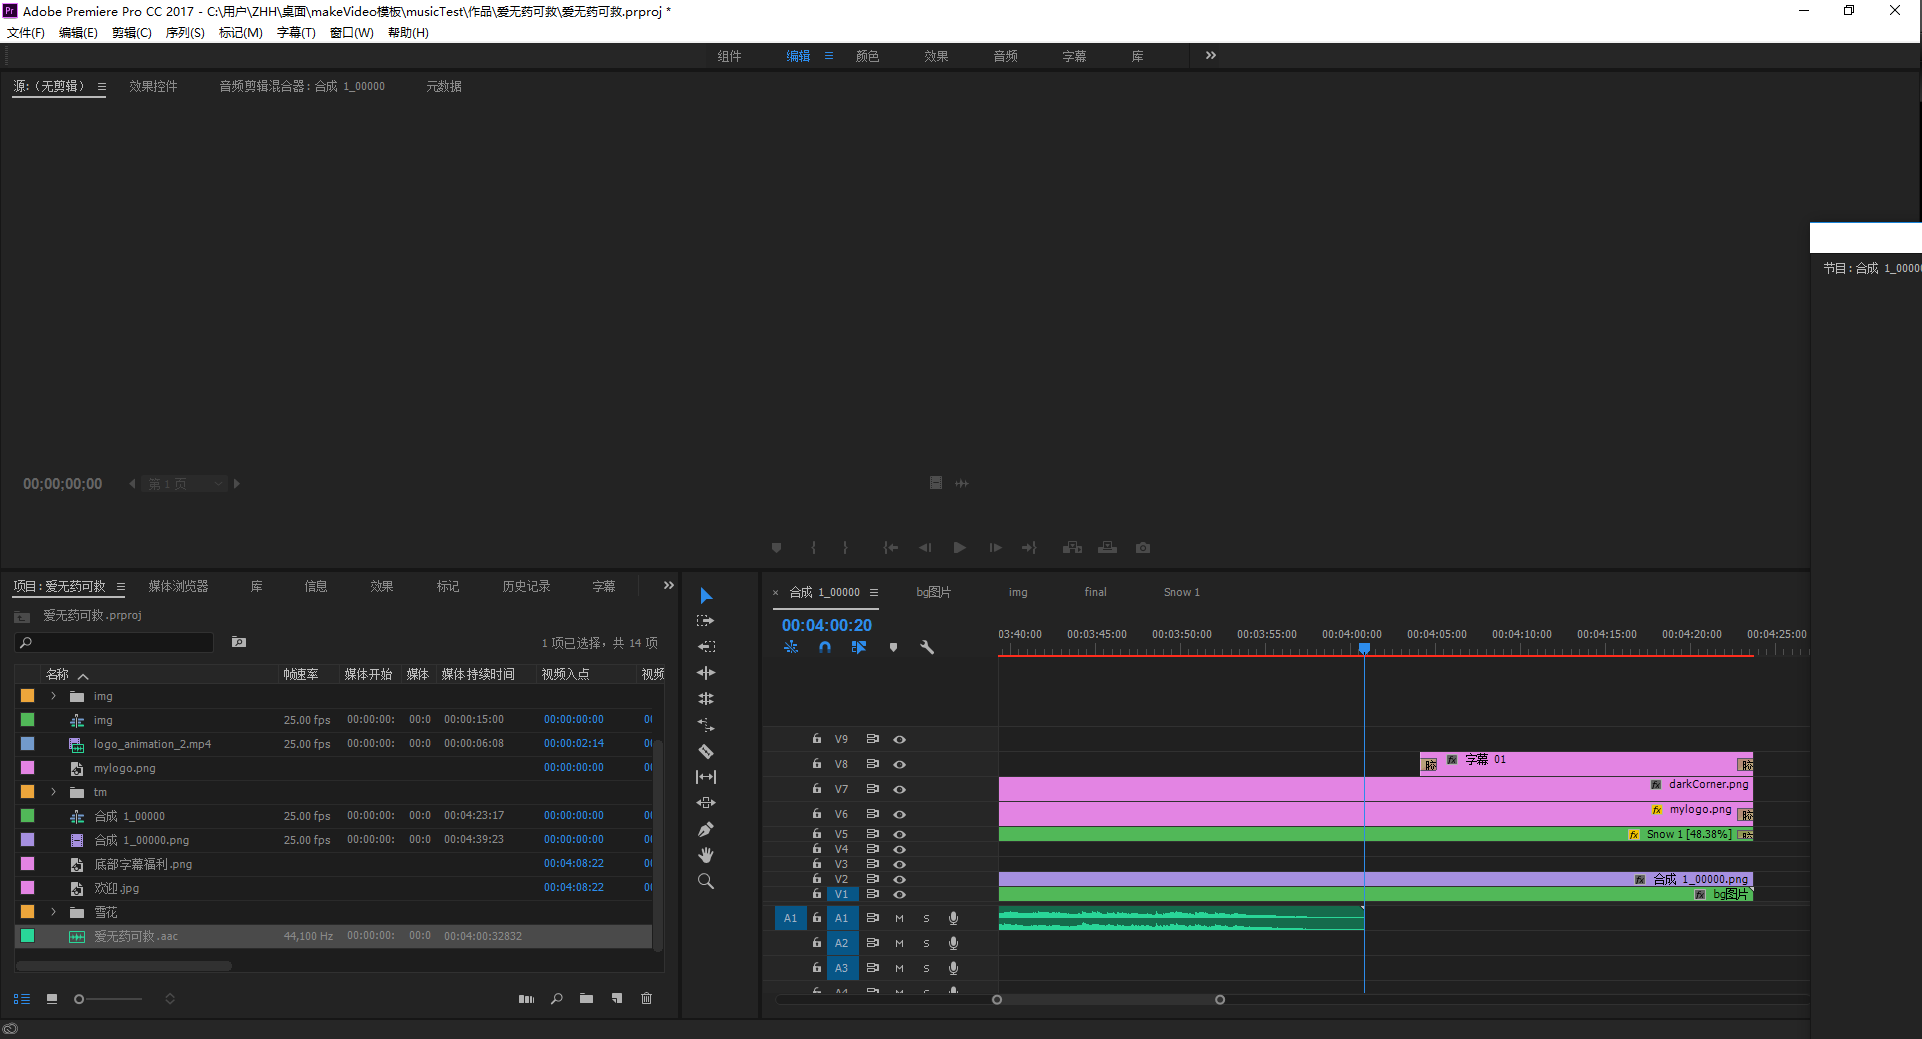 Adobe Premiere Pro CC 2017 - C:\用户\ZHH\桌面\makeVideo模板\musicTest\作品\爱无药可救\爱无药可救.prproj *
文件(F) 编辑(E) 剪辑(C) 序列(S) 标记(M) 字幕(T) 窗口(W) 帮助(H)
组件 编辑 颜色 效果 音频 字幕 库
源:（无剪辑） 效果控件 音频剪辑混合器: 合成 1_00000 元数据
节目: 合成 1_0000
00;00;00;00 第 1 页
项目: 爱无药可救 媒体浏览器 库 信息 效果 标记 历史记录 字幕
爱无药可救.prproj
1 项已选择，共 14 项
名称 帧速率 媒体开始 媒体 媒体持续时间 视频入点 视频
img
img 25.00 fps 00:00:00: 00:0 00:00:15:00 00:00:00:00 00
logo_animation_2.mp4 25.00 fps 00:00:00: 00:0 00:00:06:08 00:00:02:14 00
mylogo.png 00:00:00:00 00
tm
合成 1_00000 25.00 fps 00:00:00: 00:0 00:04:23:17 00:00:00:00 00
合成 1_00000.png 25.00 fps 00:00:00: 00:0 00:04:39:23 00:00:00:00 00
底部字幕福利.png 00:04:08:22 00
欢迎.jpg 00:04:08:22 00
雪花
爱无药可救.aac 44,100 Hz 00:00:00: 00:0 00:04:00:32832
合成 1_00000 bg图片 img final Snow 1
00:04:00:20
03:40:00 00:03:45:00 00:03:50:00 00:03:55:00 00:04:00:00 00:04:05:00 00:04:10:00 00:04:15:00 00:04:20:00 00:04:25:00
V9
V8 fx 字幕 01
V7 fx darkCorner.png
V6 fx mylogo.png
V5 fx Snow 1 [48.38%]
V4
V3
V2 fx 合成 1_00000.png
V1 fx bg图片
A1 A1 M S
A2 M S
A3 M S
A4 M S